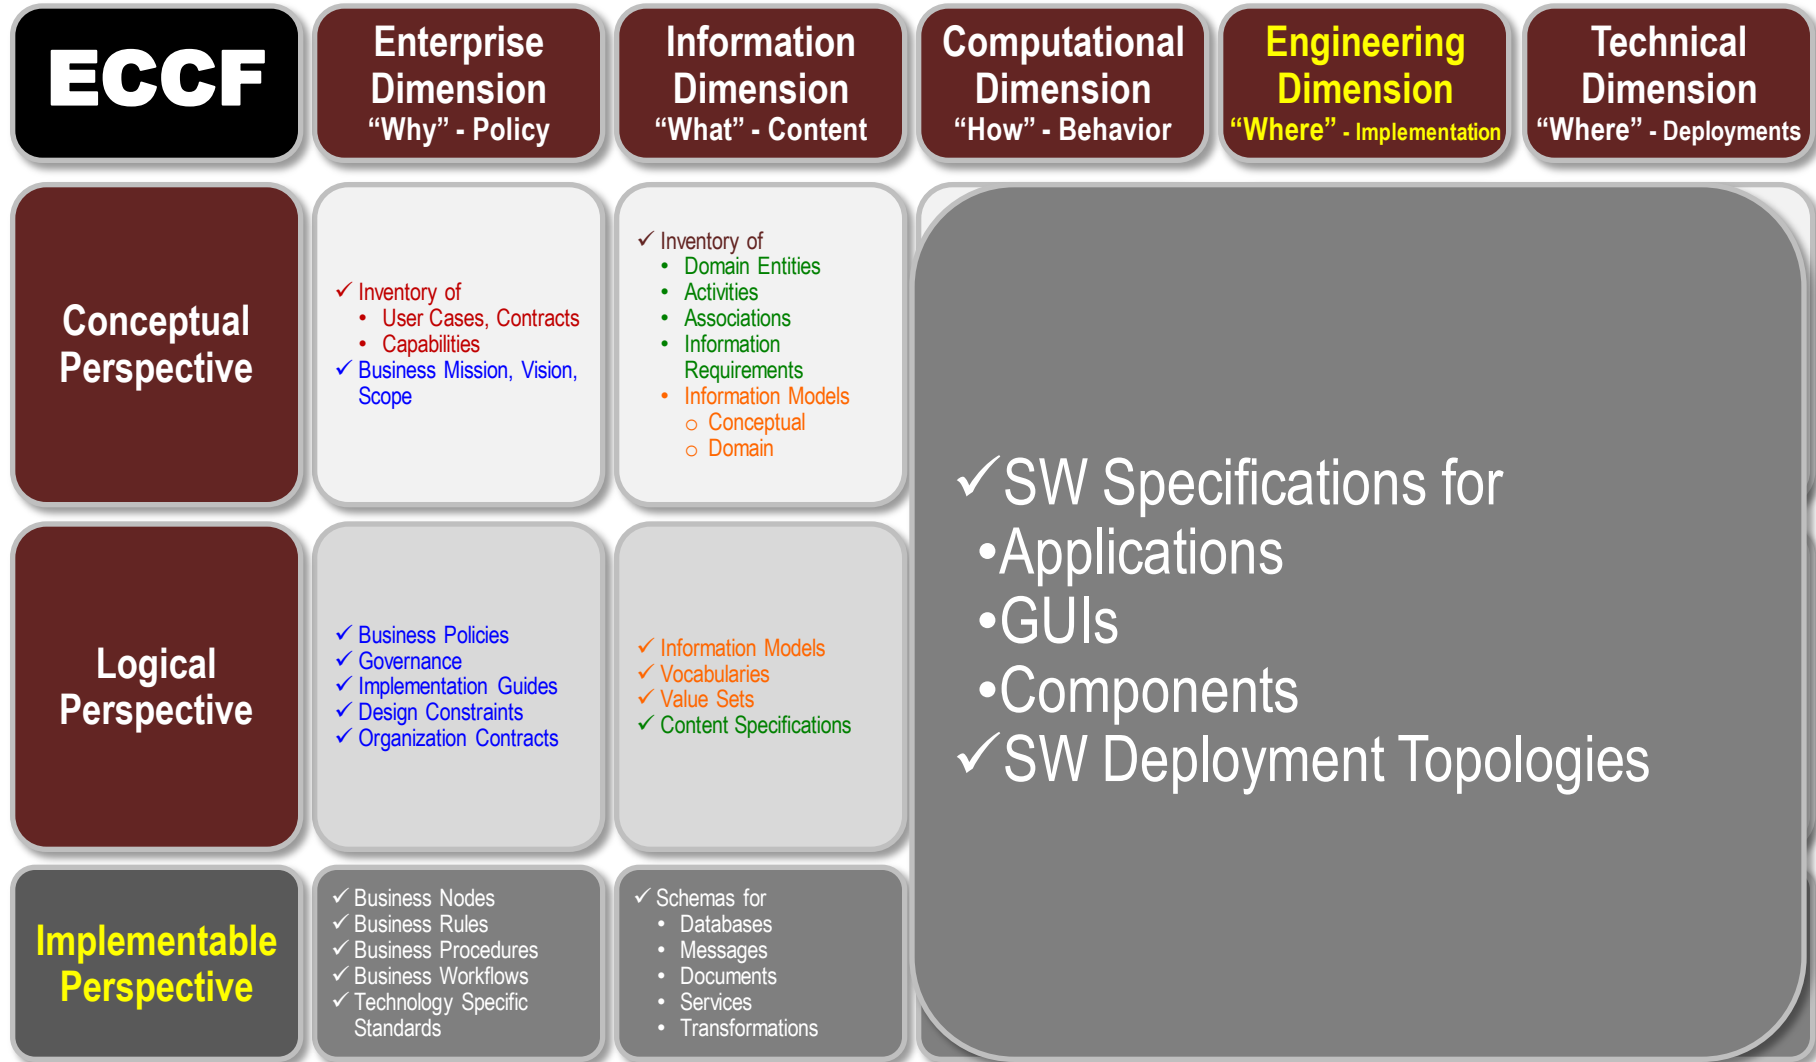 ECCF
Enterprise
Dimension
“Why” - Policy
Information
Dimension
“What” - Content
Computational
Dimension
“How” - Behavior
Engineering
Dimension
“Where” - Implementation
Technical
Dimension
“Where” - Deployments
Conceptual
Perspective
✓ Inventory of
• User Cases, Contracts
• Capabilities
✓ Business Mission, Vision,
Scope
✓ Inventory of
• Domain Entities
• Activities
• Associations
• Information
Requirements
• Information Models
o Conceptual
o Domain
✓SW Specifications for
•Applications
•GUIs
•Components
✓SW Deployment Topologies
Logical
Perspective
✓ Business Policies
✓ Governance
✓ Implementation Guides
✓ Design Constraints
✓ Organization Contracts
✓ Information Models
✓ Vocabularies
✓ Value Sets
✓ Content Specifications
Implementable
Perspective
✓ Business Nodes
✓ Business Rules
✓ Business Procedures
✓ Business Workflows
✓ Technology Specific
Standards
✓ Schemas for
• Databases
• Messages
• Documents
• Services
• Transformations